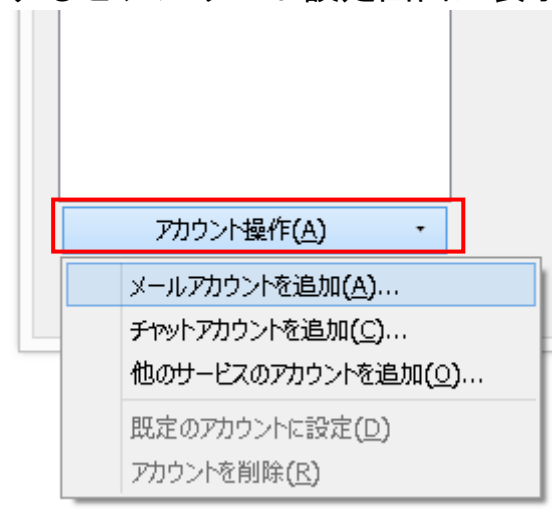 アカウント操作(A)
メールアカウントを追加(A)...
チャットアカウントを追加(C)...
他のサービスのアカウントを追加(O)...
既定のアカウントに設定(D)
アカウントを削除(R)